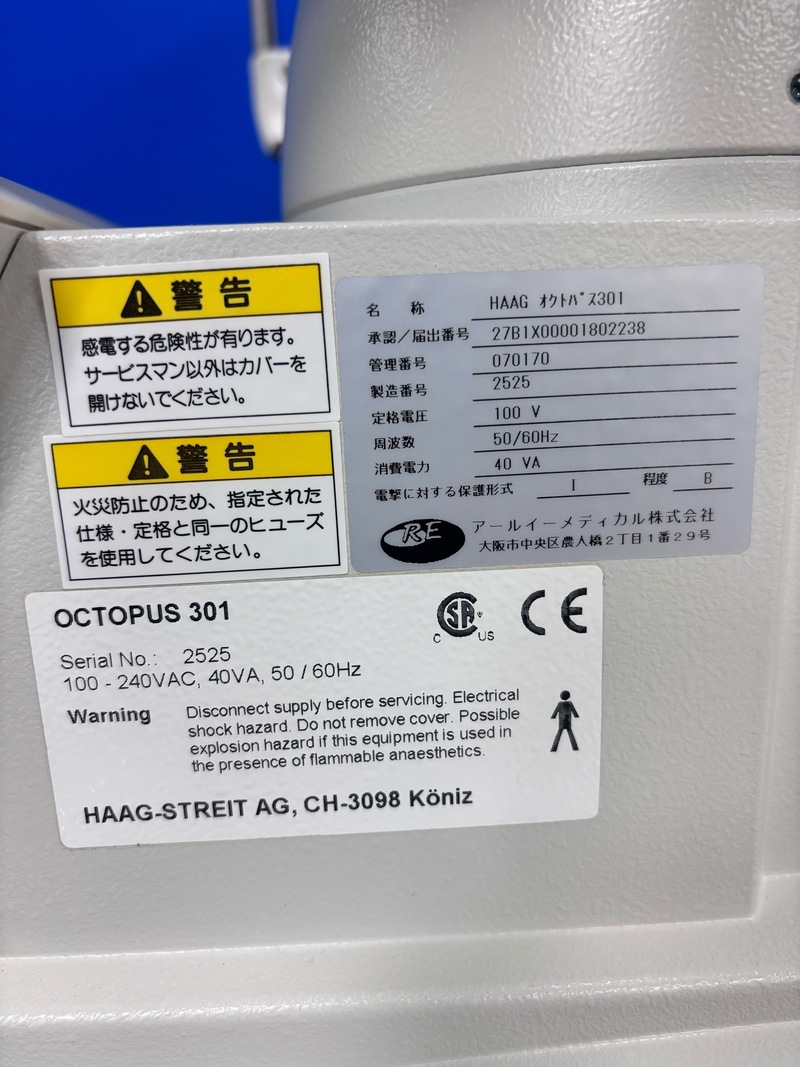 警告
感電する危険性が有ります。
サービスマン以外はカバーを
開けないでください。
警告
火災防止のため、指定された
仕様・定格と同一のヒューズ
を使用してください。
名 称 HAAG オクトパス301
承認／届出番号 27B1X00001802238
管理番号 070170
製造番号 2525
定格電圧 100 V
周波数 50/60Hz
消費電力 40 VA
電撃に対する保護形式 I 程度 B
RE アールイーメディカル株式会社
大阪市中央区農人橋2丁目1番29号
OCTOPUS 301
C SA® US CE
Serial No.: 2525
100 - 240VAC, 40VA, 50 / 60Hz
Warning Disconnect supply before servicing. Electrical
shock hazard. Do not remove cover. Possible
explosion hazard if this equipment is used in
the presence of flammable anaesthetics.
HAAG-STREIT AG, CH-3098 Köniz